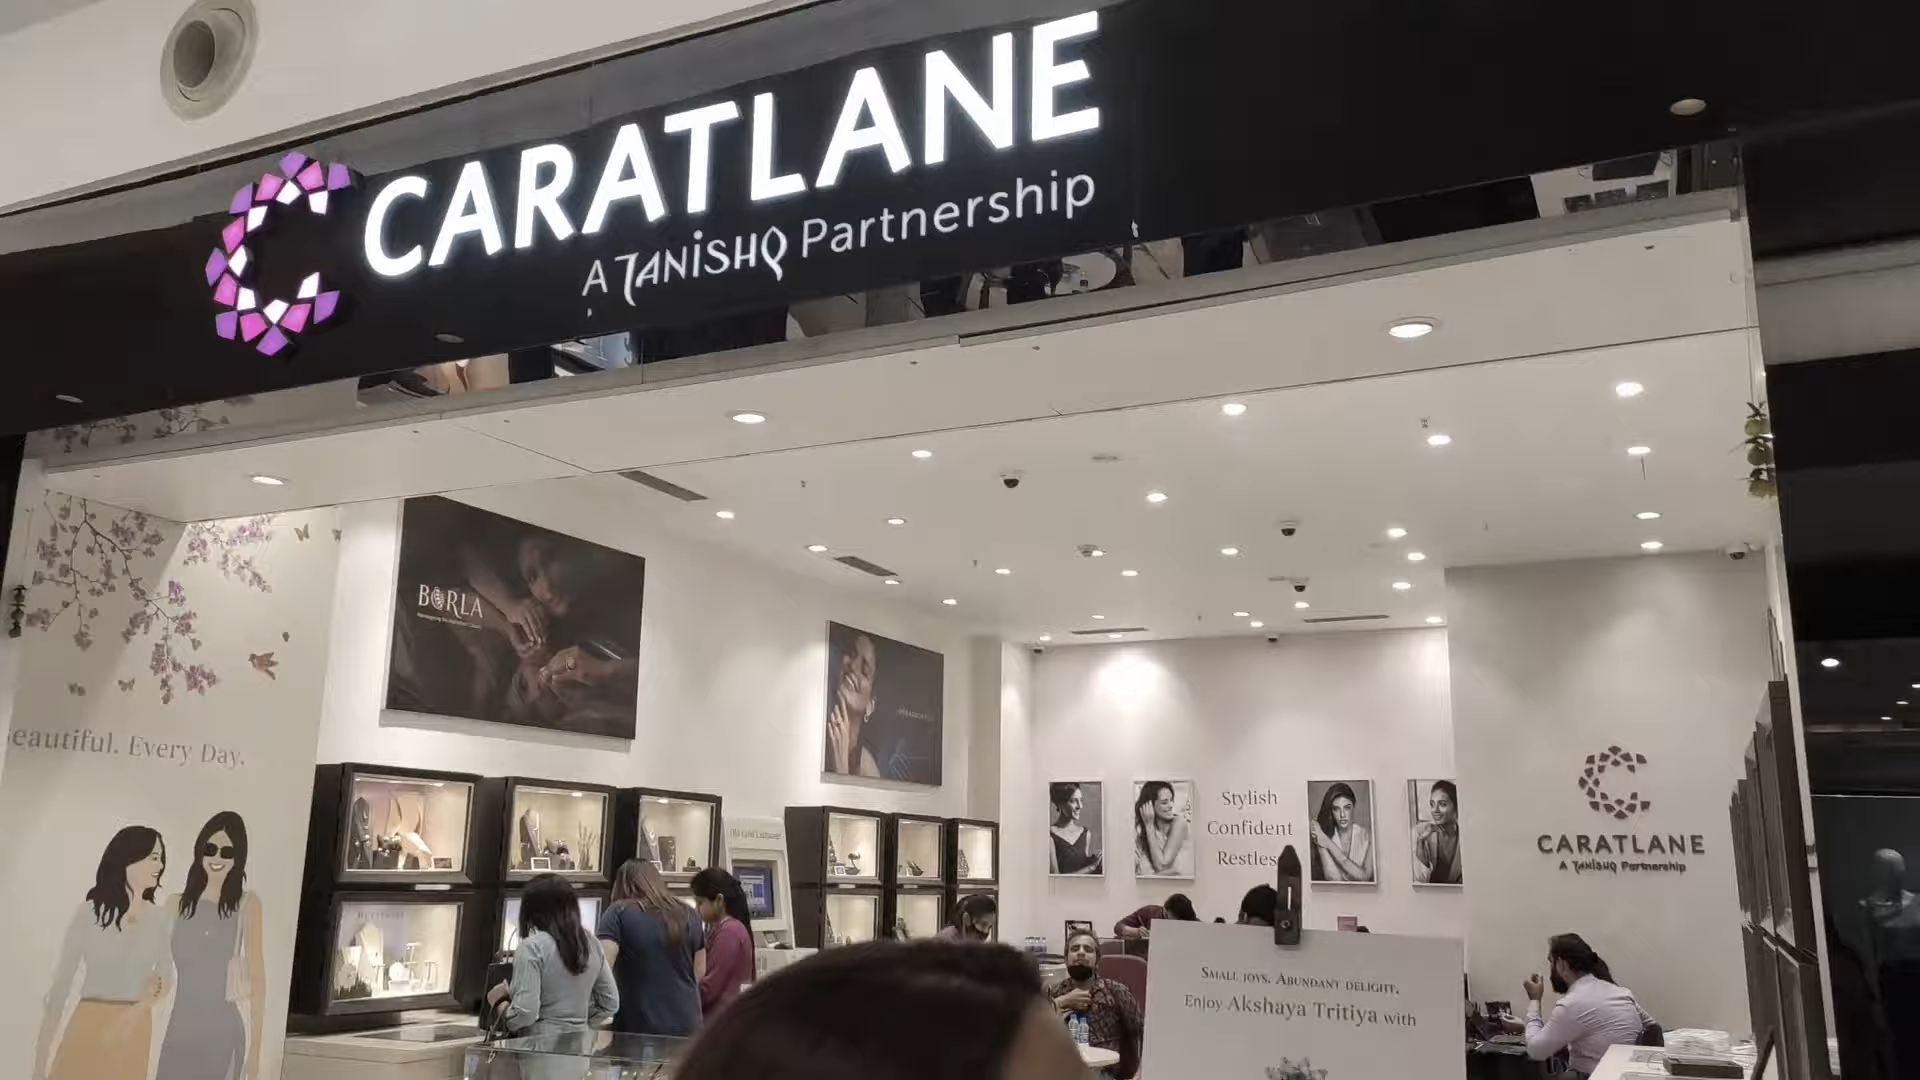 CARATLANE
A TANISHQ Partnership
BORLA
eautiful. Every Day.
Stylish
Confident
Restless
CARATLANE
A TANISHQ Partnership
SMALL JOYS. ABUNDANT DELIGHT.
Enjoy Akshaya Tritiya with